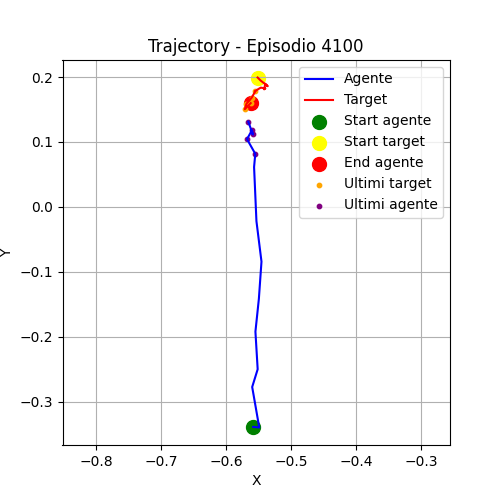 Trajectory - Episodio 4100
Agente
Target
Start agente
Start target
End agente
Ultimi target
Ultimi agente
0.2
0.1
0.0
−0.1
−0.2
−0.3
Y
−0.8 −0.7 −0.6 −0.5 −0.4 −0.3
X